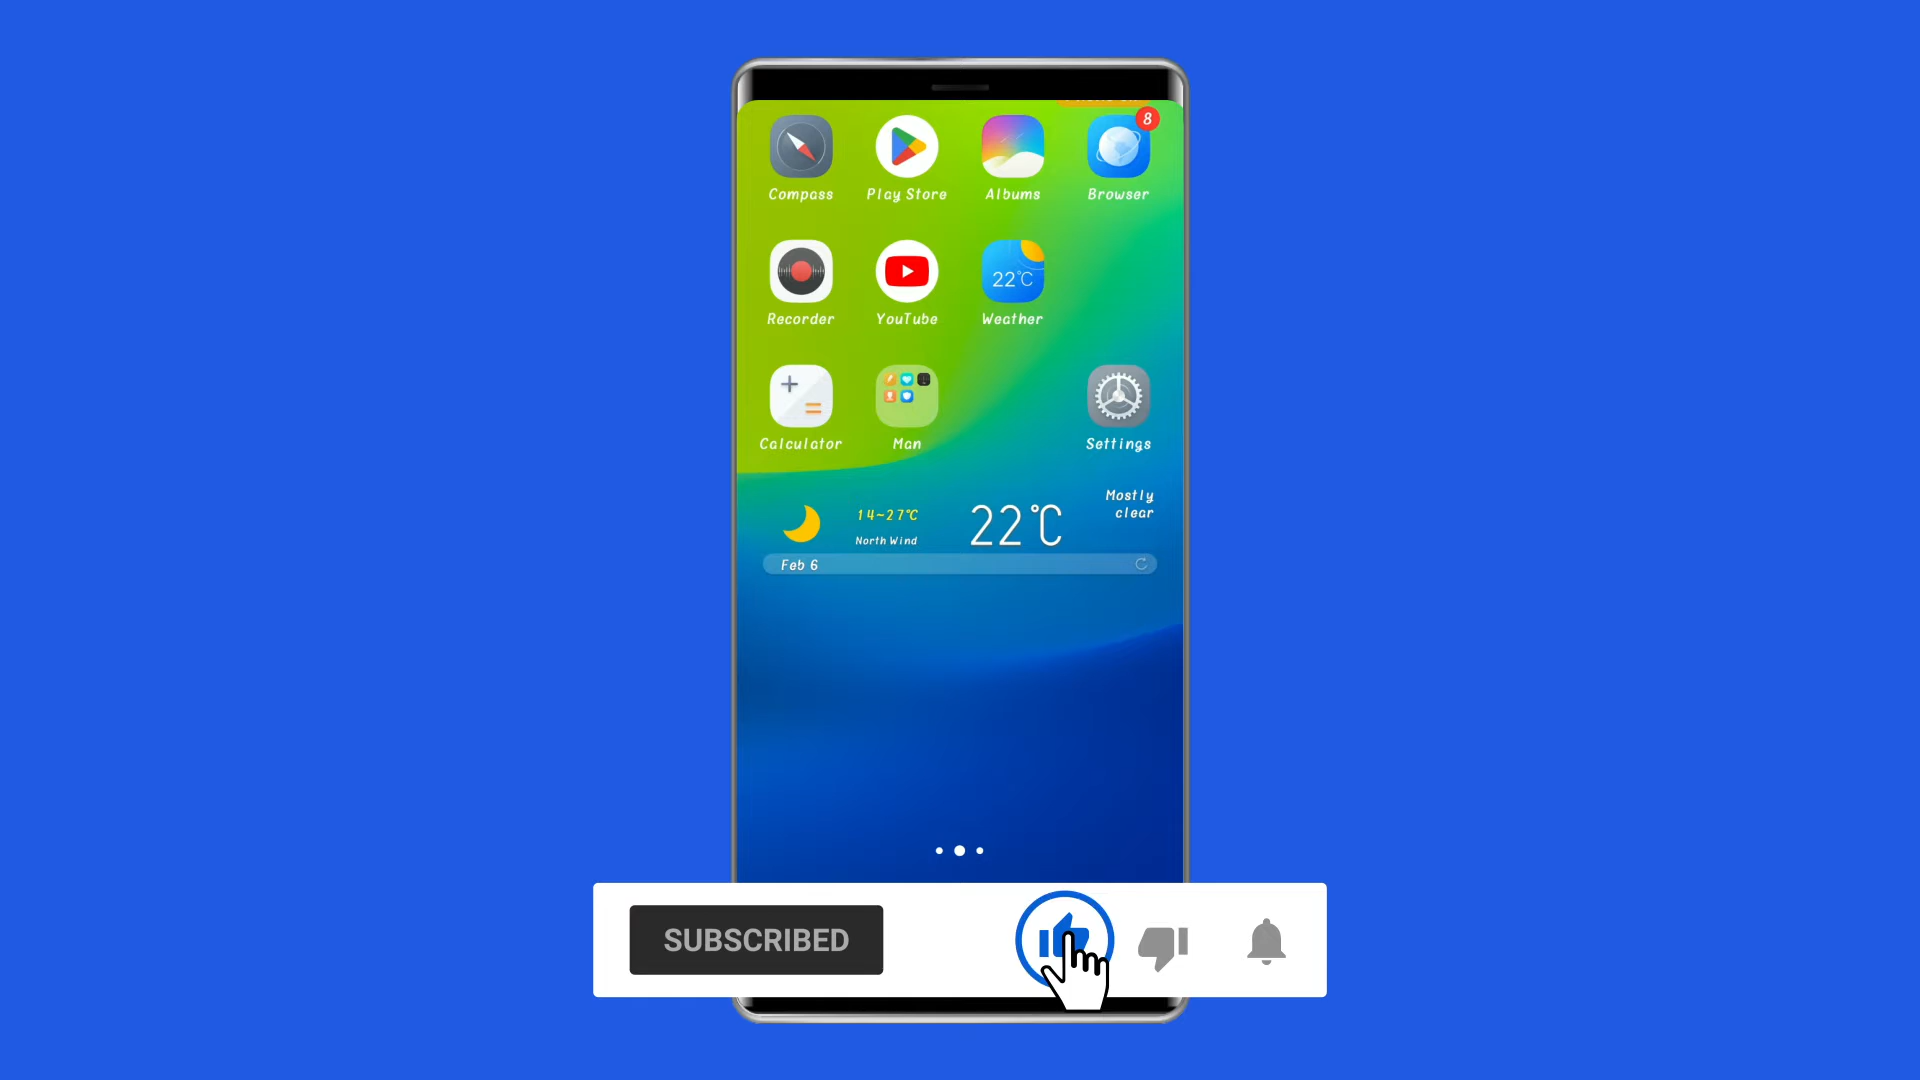 8
Compass Play Store Albums Browser
22°C
Recorder YouTube Weather
Calculator Man Settings
14~27°C 22°C Mostly clear
North Wind
Feb 6
SUBSCRIBED